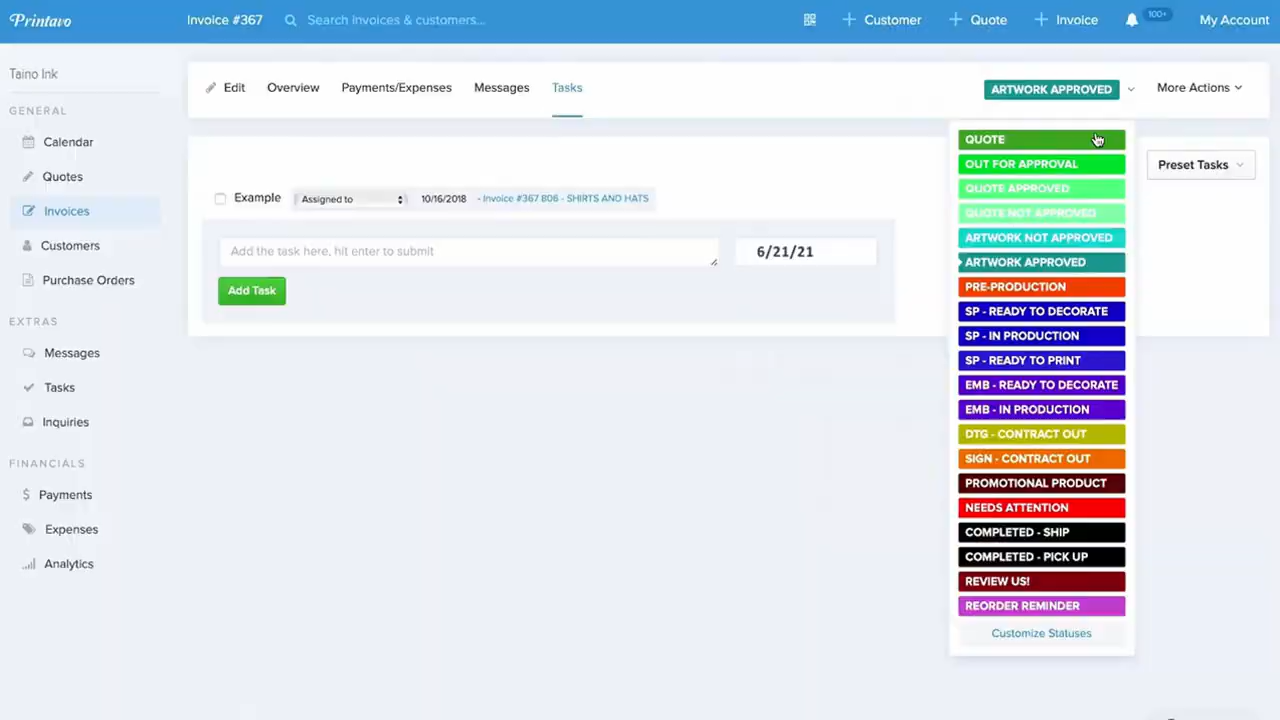 Printavo
Invoice #367
Search invoices & customers...
Customer
Quote
Invoice
100+
My Account
Taino Ink
GENERAL
Calendar
Quotes
Invoices
Customers
Purchase Orders
EXTRAS
Messages
Tasks
Inquiries
FINANCIALS
$ Payments
Expenses
Analytics
Edit
Overview
Payments/Expenses
Messages
Tasks
ARTWORK APPROVED
More Actions
Preset Tasks
Example
Assigned to
10/16/2018
- Invoice #367 806 - SHIRTS AND HATS
Add the task here, hit enter to submit
6/21/21
Add Task
QUOTE
OUT FOR APPROVAL
QUOTE APPROVED
QUOTE NOT APPROVED
ARTWORK NOT APPROVED
ARTWORK APPROVED
PRE-PRODUCTION
SP - READY TO DECORATE
SP - IN PRODUCTION
SP - READY TO PRINT
EMB - READY TO DECORATE
EMB - IN PRODUCTION
DTG - CONTRACT OUT
SIGN - CONTRACT OUT
PROMOTIONAL PRODUCT
NEEDS ATTENTION
COMPLETED - SHIP
COMPLETED - PICK UP
REVIEW US!
REORDER REMINDER
Customize Statuses